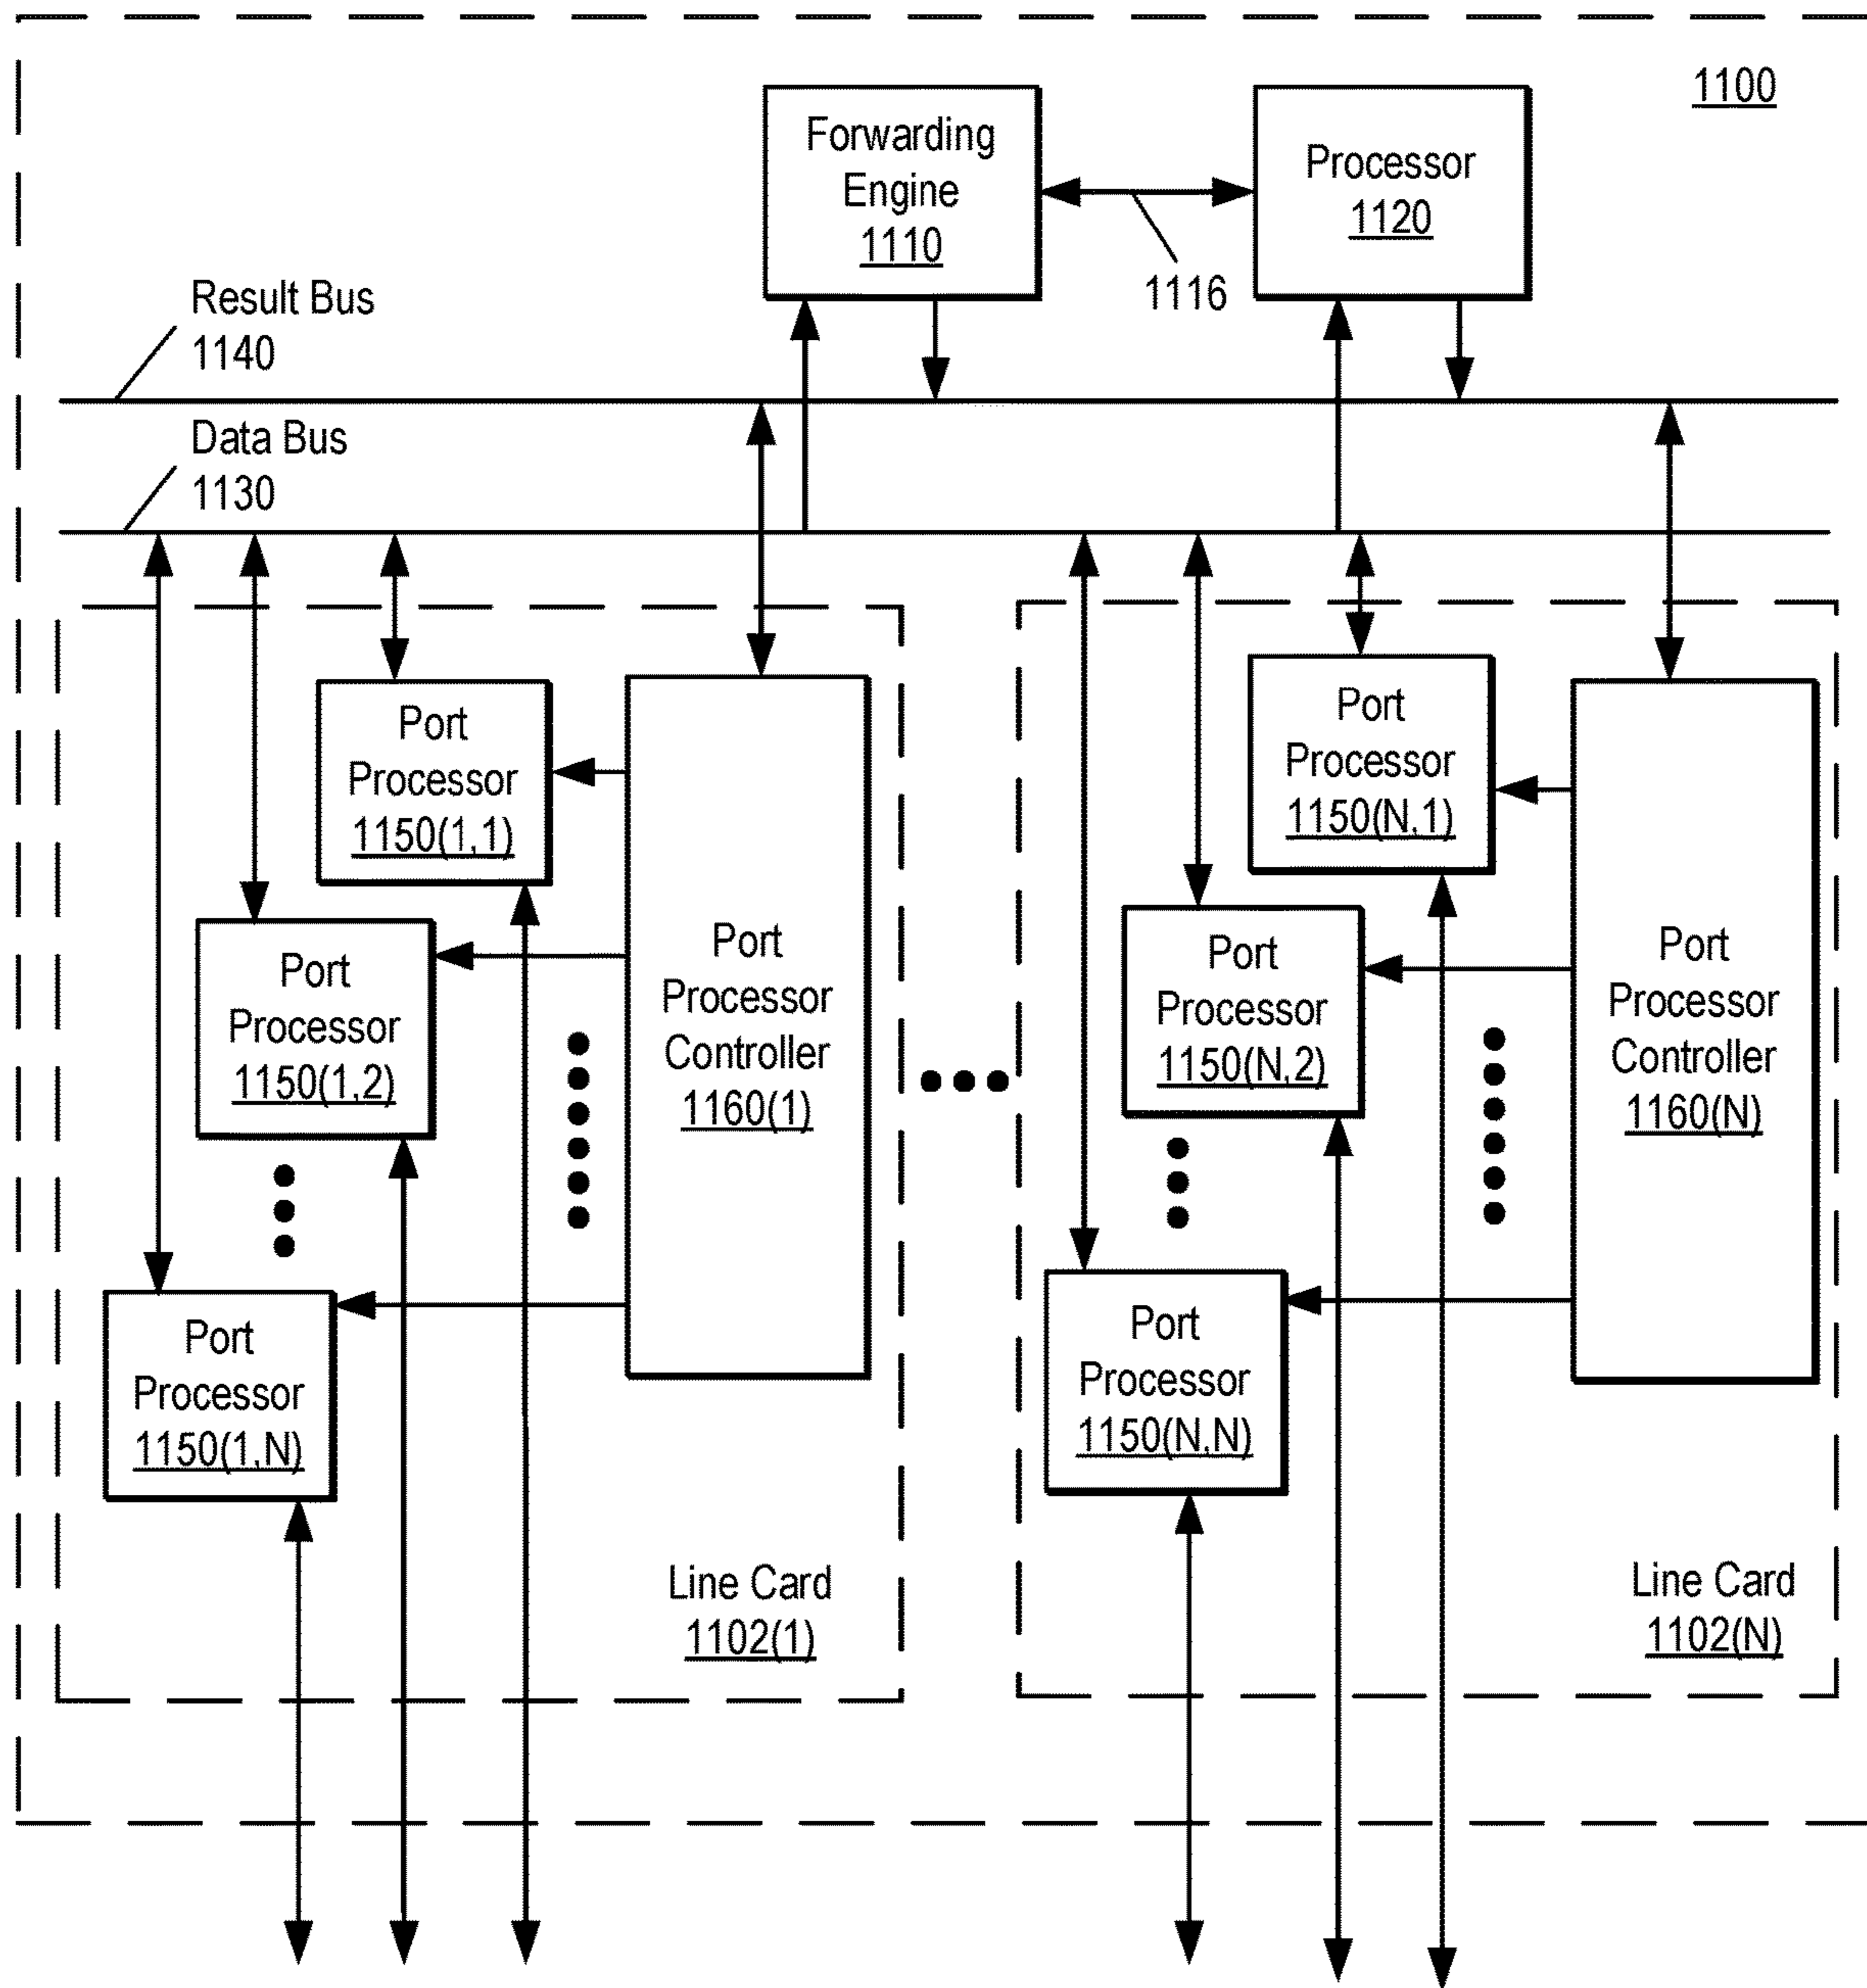 1100
Forwarding
Engine
1110
Processor
1120
1116
Result Bus
1140
Data Bus
1130
Port
Processor
1150(1,1)
Port
Processor
1150(1,2)
Port
Processor
1150(1,N)
Port
Processor
Controller
1160(1)
Line Card
1102(1)
Port
Processor
1150(N,1)
Port
Processor
1150(N,2)
Port
Processor
1150(N,N)
Port
Processor
Controller
1160(N)
Line Card
1102(N)